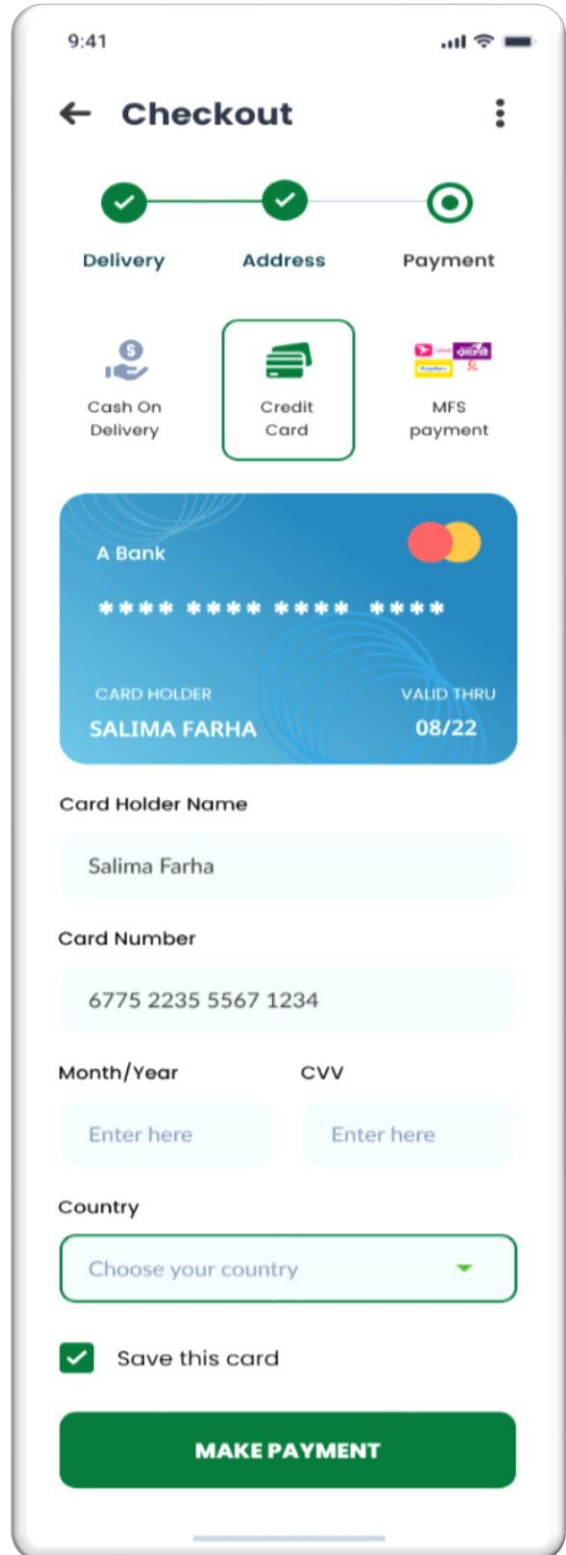 9:41
Checkout
Delivery Address Payment
Cash On Delivery
Credit Card
MFS payment
A Bank
**** **** **** ****
CARD HOLDER VALID THRU
SALIMA FARHA 08/22
Card Holder Name
Salima Farha
Card Number
6775 2235 5567 1234
Month/Year CVV
Enter here Enter here
Country
Choose your country
Save this card
MAKE PAYMENT